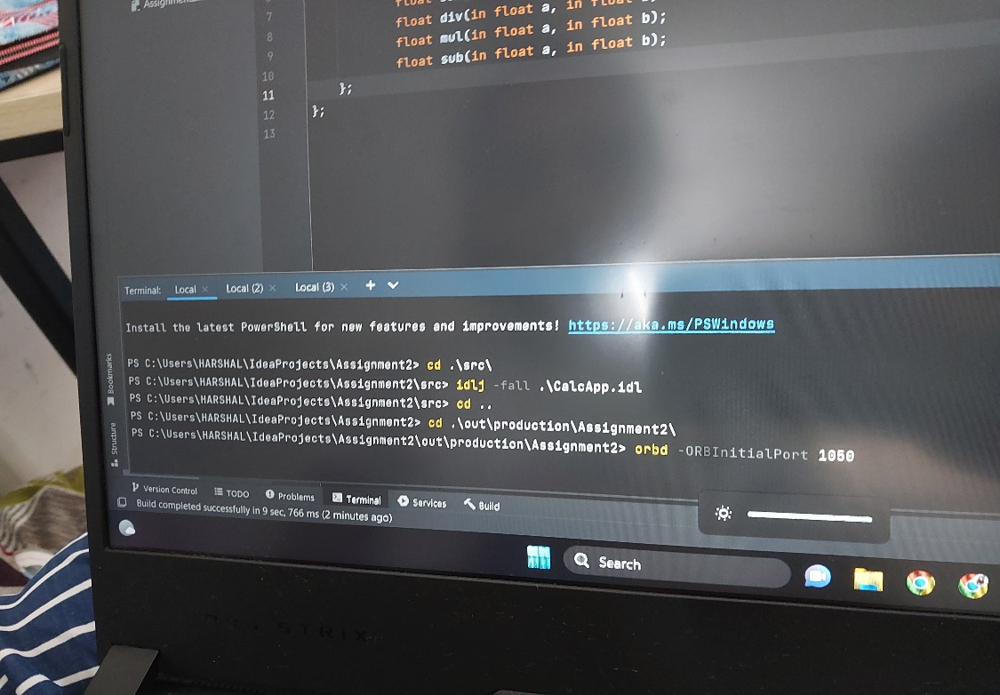 Assignmen
7
float div(in float a, in float
8
float mul(in float a, in float b);
9
float sub(in float a, in float b);
10
11
};
12
};
13
Terminal: Local × Local (2) × Local (3) × +
Install the latest PowerShell for new features and improvements! https://aka.ms/PSWindows
PS C:\Users\HARSHAL\IdeaProjects\Assignment2> cd .\src\
PS C:\Users\HARSHAL\IdeaProjects\Assignment2\src> idlj -fall .\CalcApp.idl
PS C:\Users\HARSHAL\IdeaProjects\Assignment2\src> cd ..
PS C:\Users\HARSHAL\IdeaProjects\Assignment2> cd .\out\production\Assignment2\
PS C:\Users\HARSHAL\IdeaProjects\Assignment2\out\production\Assignment2> orbd -ORBInitialPort 1050
Bookmarks
Structure
Version Control TODO Problems Terminal Services Build
Build completed successfully in 9 sec, 766 ms (2 minutes ago)
Search
STRIX